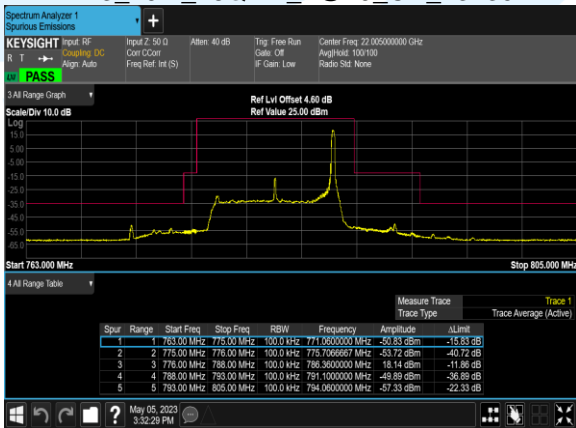 Spectrum Analyzer 1
Spurious Emissions
+
KEYSIGHT Input: RF Input Z: 50 Ω Atten: 40 dB Trig: Free Run Center Freq: 22.005000000 GHz
R T Coupling: DC Corr CCorr Gate: Off Avg|Hold: 100/100
Align: Auto Freq Ref: Int (S) IF Gain: Low Radio Std: None
PASS
3 All Range Graph
Ref Lvl Offset 4.60 dB
Scale/Div 10.0 dB Ref Value 25.00 dBm
Log
15.0
5.00
-5.00
-15.0
-25.0
-35.0
-45.0
-55.0
-65.0
Start 763.000 MHz Stop 805.000 MHz
4 All Range Table
Measure Trace Trace 1
Trace Type Trace Average (Active)
Spur Range Start Freq Stop Freq RBW Frequency Amplitude ΔLimit
1 1 763.00 MHz 775.00 MHz 100.0 kHz 771.0600000 MHz -50.83 dBm -15.83 dB
2 2 775.00 MHz 776.00 MHz 100.0 kHz 775.7066667 MHz -53.72 dBm -40.72 dB
3 3 776.00 MHz 788.00 MHz 100.0 kHz 786.3600000 MHz 18.14 dBm -11.86 dB
4 4 788.00 MHz 793.00 MHz 100.0 kHz 791.1000000 MHz -49.89 dBm -36.89 dB
5 5 793.00 MHz 805.00 MHz 100.0 kHz 794.0600000 MHz -57.33 dBm -22.33 dB
?
May 05, 2023
3:32:29 PM